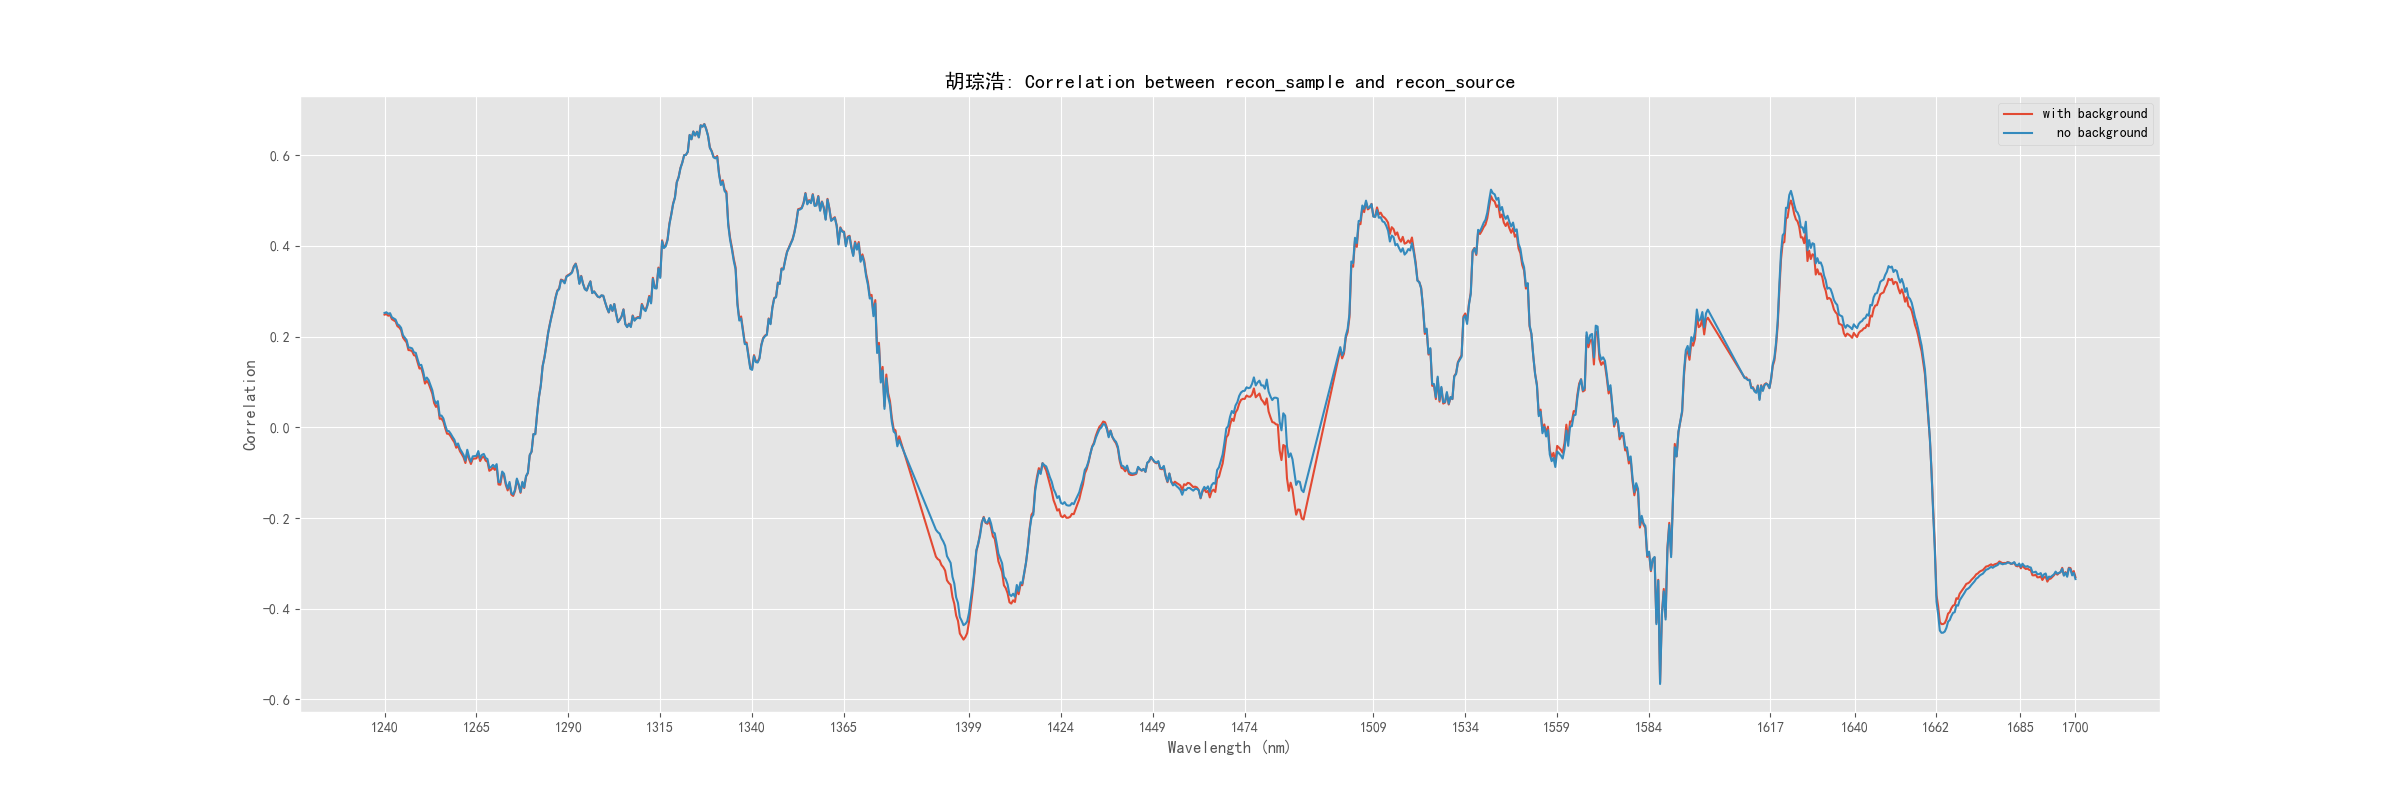 胡琮浩: Correlation between recon_sample and recon_source
with background
no background
Correlation
0.6
0.4
0.2
0.0
−0.2
−0.4
−0.6
1240 1265 1290 1315 1340 1365 1399 1424 1449 1474 1509 1534 1559 1584 1617 1640 1662 1685 1700
Wavelength (nm)